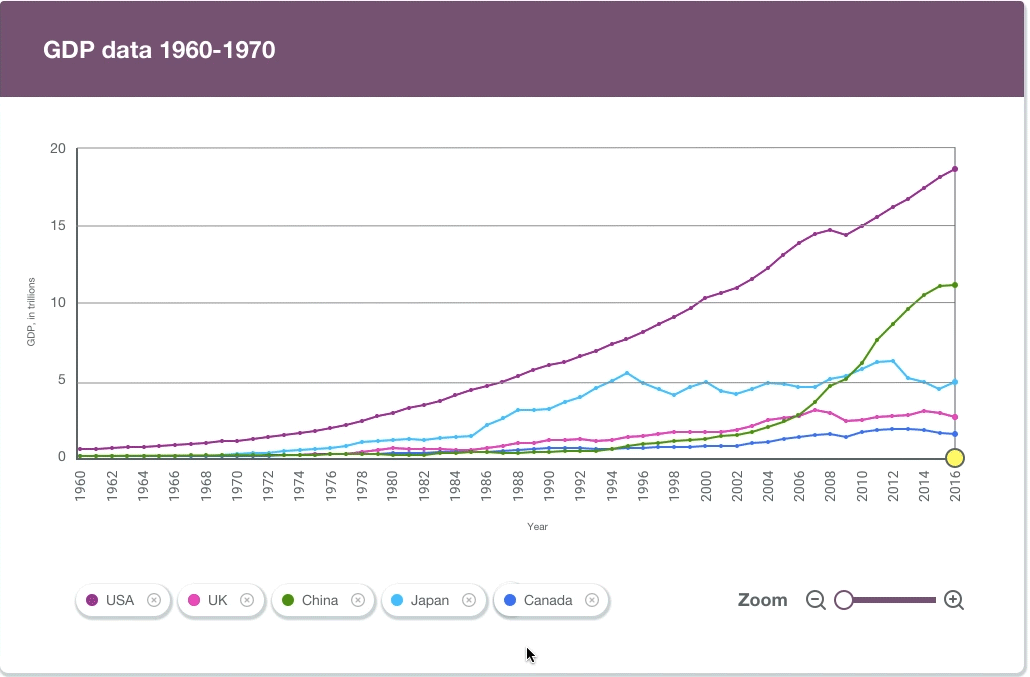 GDP data 1960-1970
20
15
10
5
0
GDP, in trillions
1960 1962 1964 1966 1968 1970 1972 1974 1976 1978 1980 1982 1984 1986 1988 1990 1992 1994 1996 1998 2000 2002 2004 2006 2008 2010 2012 2014 2016
Year
USA UK China Japan Canada Zoom